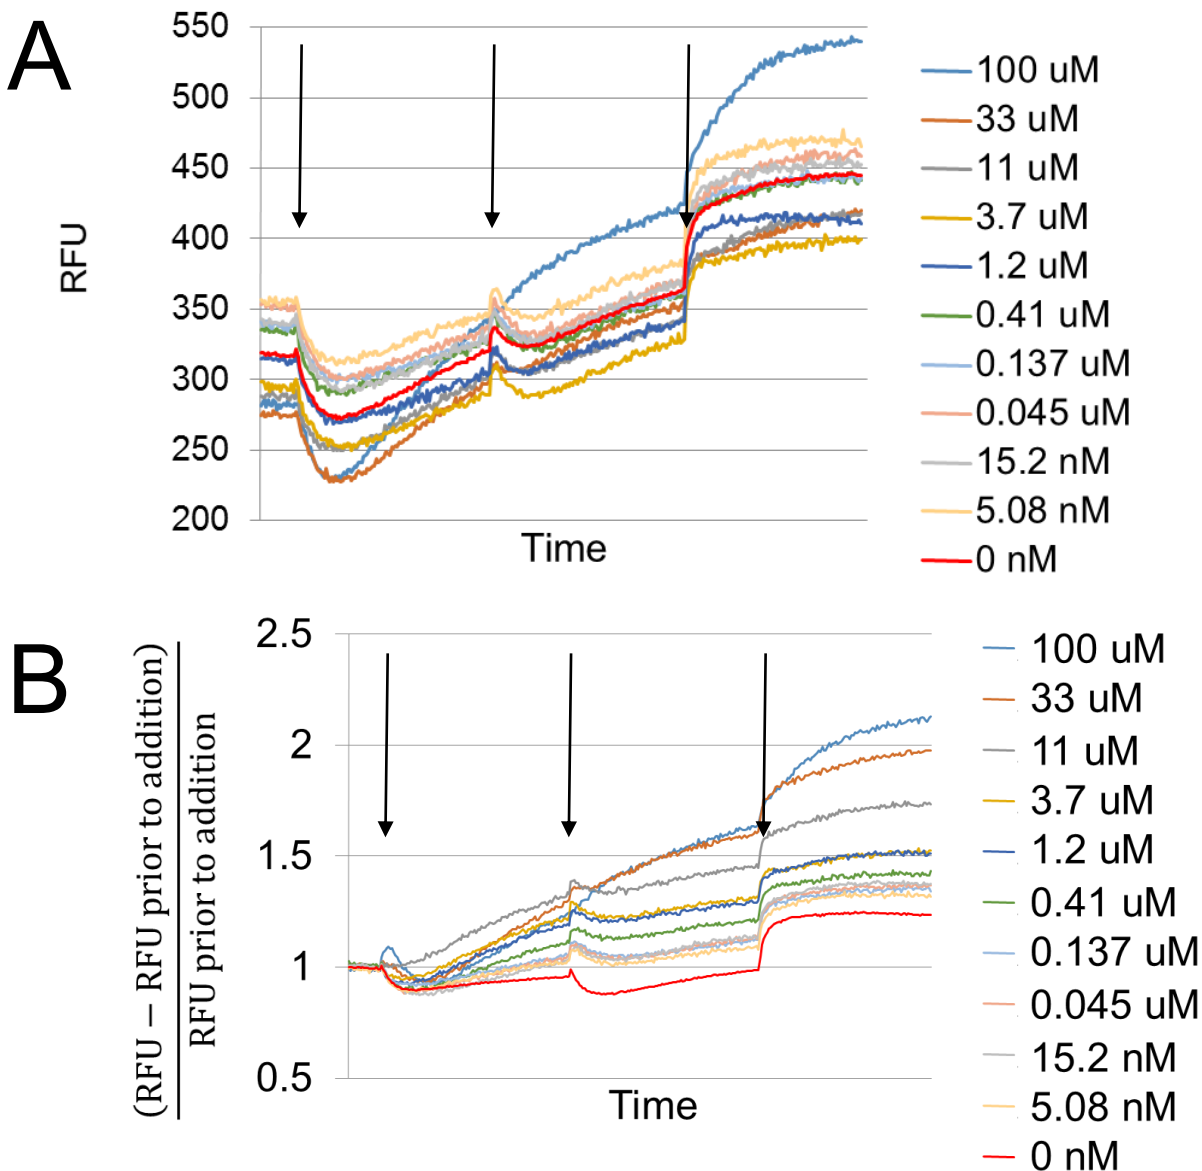 A
550
500
450
400
350
300
250
200
RFU
Time
100 uM
33 uM
11 uM
3.7 uM
1.2 uM
0.41 uM
0.137 uM
0.045 uM
15.2 nM
5.08 nM
0 nM
B
(RFU − RFU prior to addition)
RFU prior to addition
2.5
2
1.5
1
0.5
Time
100 uM
33 uM
11 uM
3.7 uM
1.2 uM
0.41 uM
0.137 uM
0.045 uM
15.2 nM
5.08 nM
0 nM